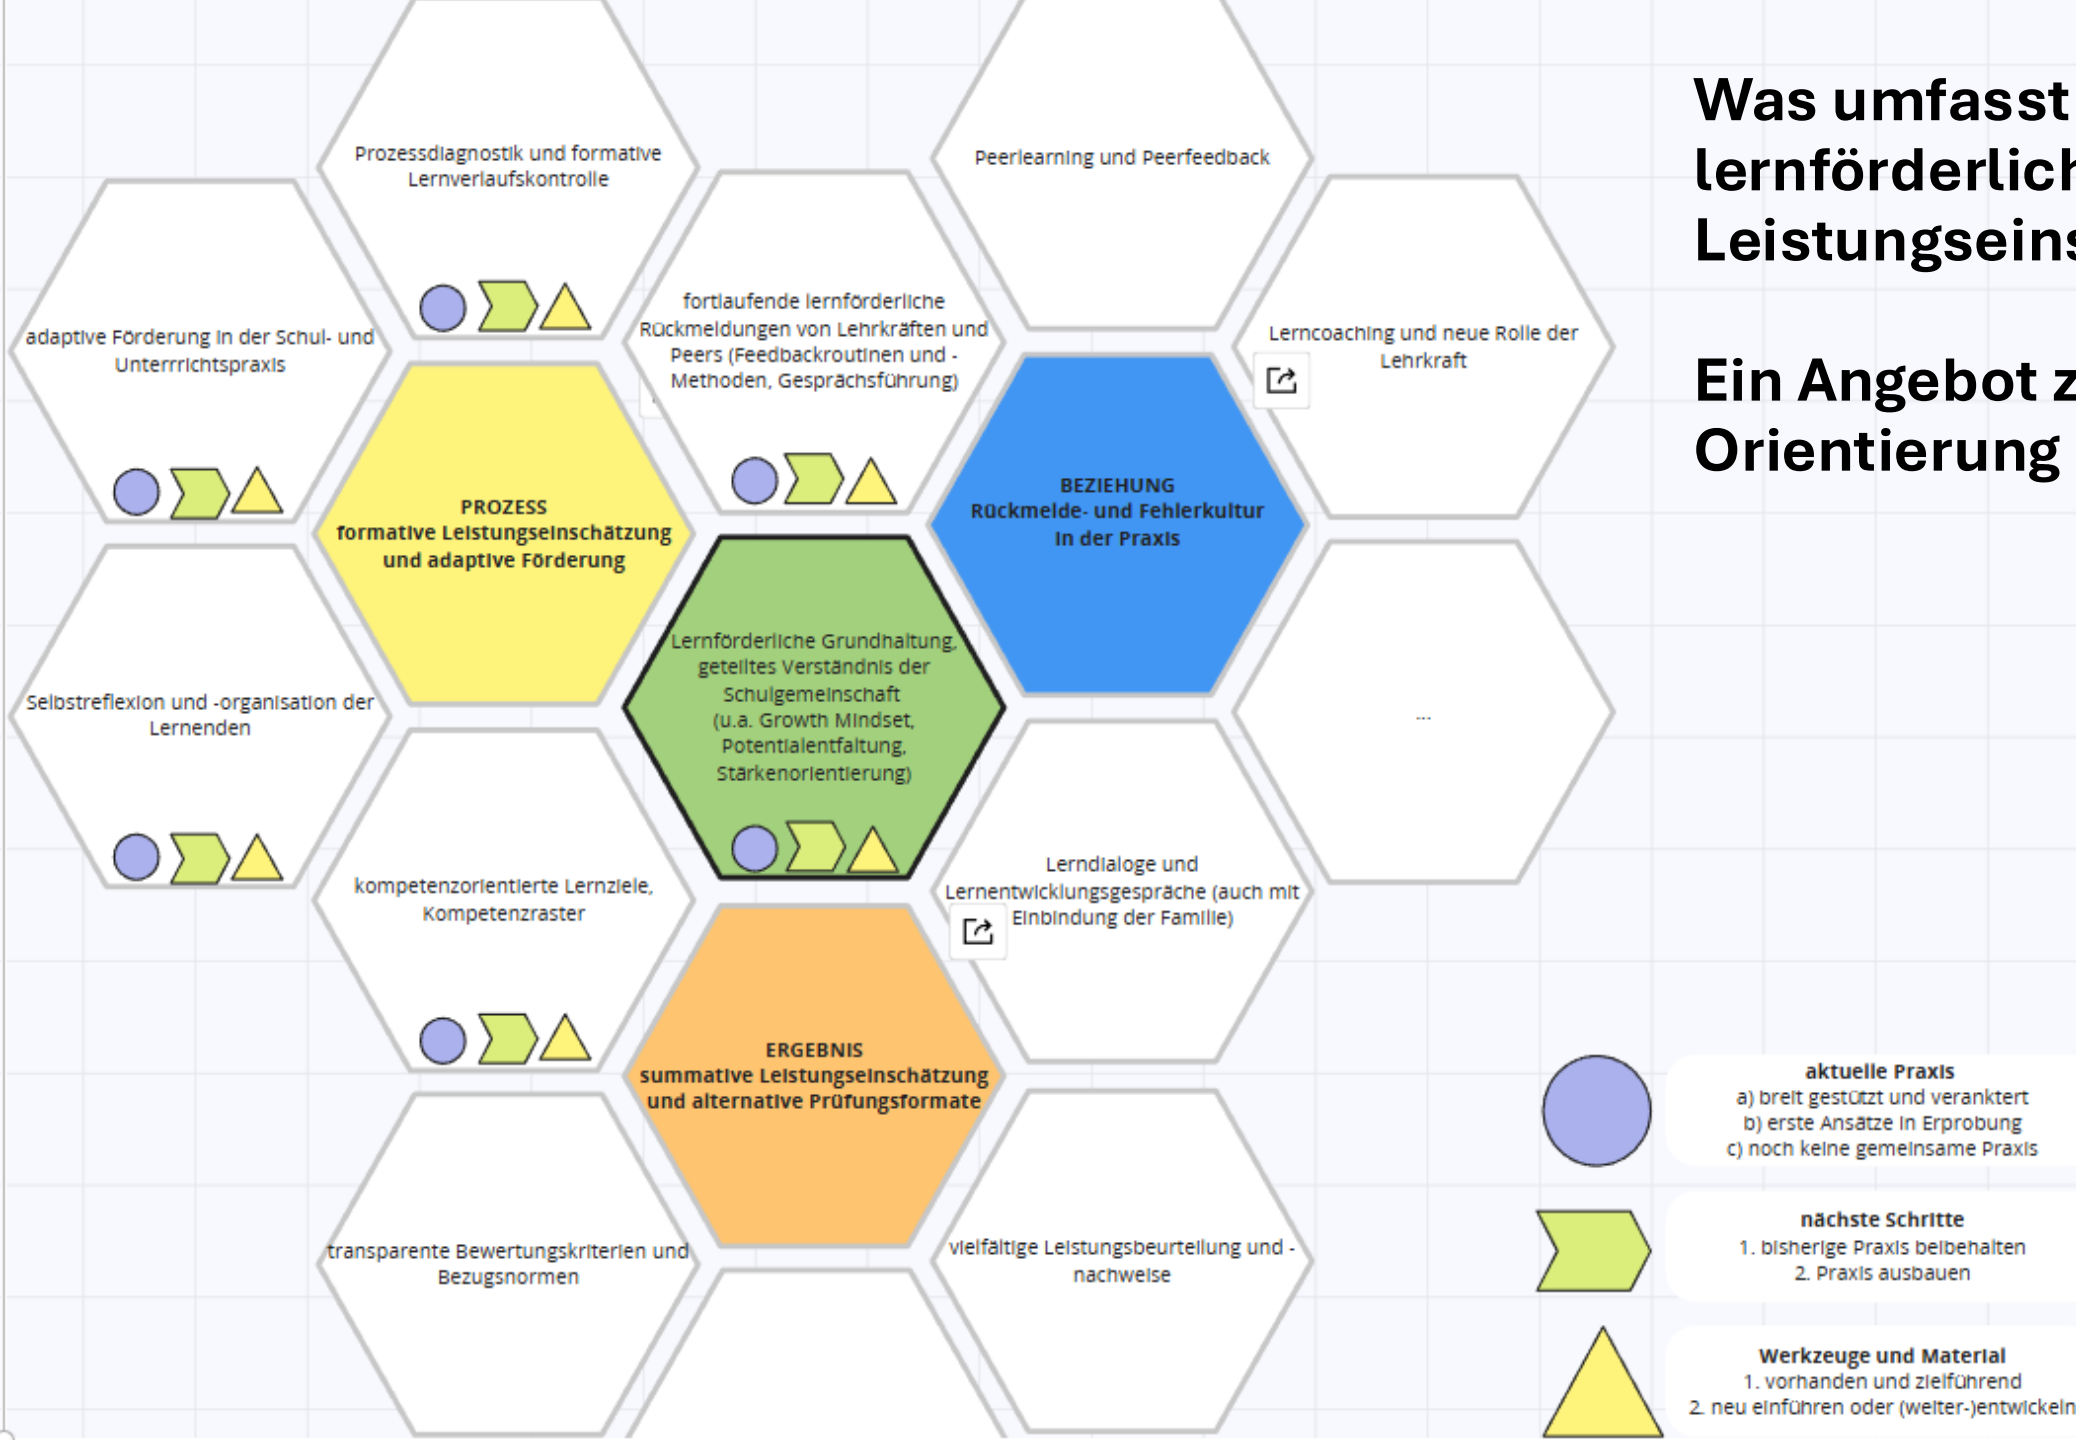 Was umfasst
lernförderlich
Leistungseins
Ein Angebot z
Orientierung
Prozessdiagnostik und formative
Lernverlaufskontrolle
Peerlearning und Peerfeedback
adaptive Förderung in der Schul- und
Unterrrichtspraxis
fortlaufende lernförderliche
Rückmeldungen von Lehrkräften und
Peers (Feedbackroutinen und -
Methoden, Gesprächsführung)
Lerncoaching und neue Rolle der
Lehrkraft
PROZESS
formative Leistungseinschätzung
und adaptive Förderung
BEZIEHUNG
Rückmelde- und Fehlerkultur
in der Praxis
Lernförderliche Grundhaltung,
geteiltes Verständnis der
Schulgemeinschaft
(u.a. Growth Mindset,
Potentialentfaltung,
Stärkenorientierung)
Selbstreflexion und -organisation der
Lernenden
...
kompetenzorientierte Lernziele,
Kompetenzraster
Lerndialoge und
Lernentwicklungsgespräche (auch mit
Einbindung der Familie)
ERGEBNIS
summative Leistungseinschätzung
und alternative Prüfungsformate
transparente Bewertungskriterien und
Bezugsnormen
vielfältige Leistungsbeurteilung und -
nachweise
aktuelle Praxis
a) breit gestützt und veranktert
b) erste Ansätze in Erprobung
c) noch keine gemeinsame Praxis
nächste Schritte
1. bisherige Praxis beibehalten
2. Praxis ausbauen
Werkzeuge und Material
1. vorhanden und zielführend
2. neu einführen oder (weiter-)entwickeln